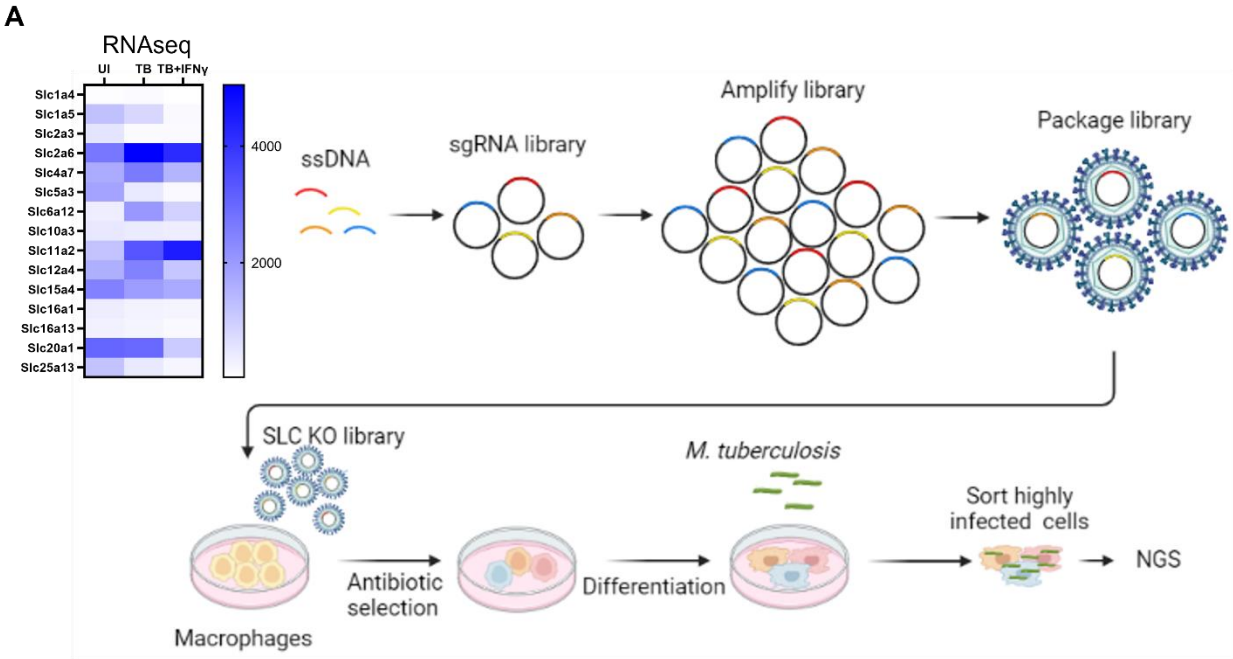 A
RNAseq
UI TB TB+IFNγ
Slc1a4
Slc1a5
Slc2a3
Slc2a6
Slc4a7
Slc5a3
Slc6a12
Slc10a3
Slc11a2
Slc12a4
Slc15a4
Slc16a1
Slc16a13
Slc20a1
Slc25a13
4000
2000
ssDNA
sgRNA library
Amplify library
Package library
SLC KO library
Macrophages
Antibiotic
selection
Differentiation
M. tuberculosis
Sort highly
infected cells
NGS